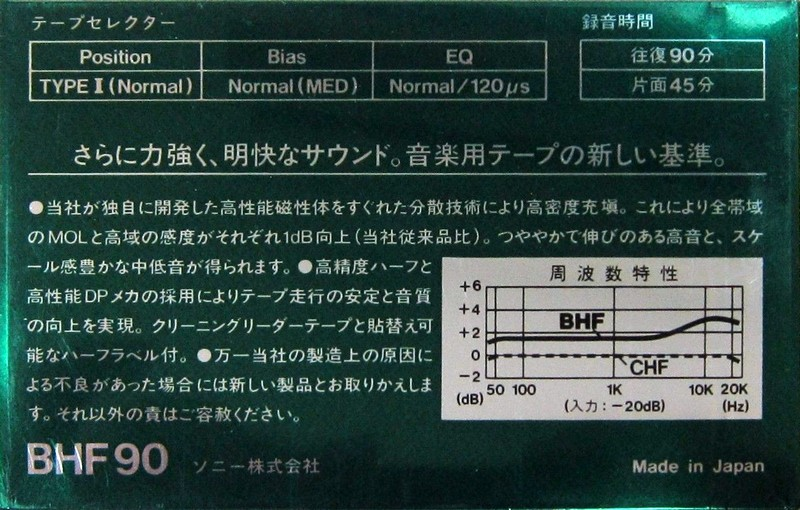 テープセレクター
録音時間
Position Bias EQ
TYPE I (Normal) Normal (MED) Normal/120μs
往復90分
片面45分
さらに力強く、明快なサウンド。音楽用テープの新しい基準。
●当社が独自に開発した高性能磁性体をすぐれた分散技術により高密度充塡。これにより全帯域
のMOLと高域の感度がそれぞれ1dB向上(当社従来品比)。つややかで伸びのある高音と、スケ
ール感豊かな中低音が得られます。●高精度ハーフと
高性能DPメカの採用によりテープ走行の安定と音質
の向上を実現。クリーニングリーダーテープと貼替え可
能なハーフラベル付。●万一当社の製造上の原因に
よる不良があった場合には新しい製品とお取りかえしま
す。それ以外の責はご容赦ください。
周波数特性
+6
+4
+2
0
−2
(dB)
BHF
CHF
50 100 1K 10K 20K
(入力:−20dB) (Hz)
BHF 90 ソニー株式会社
Made in Japan